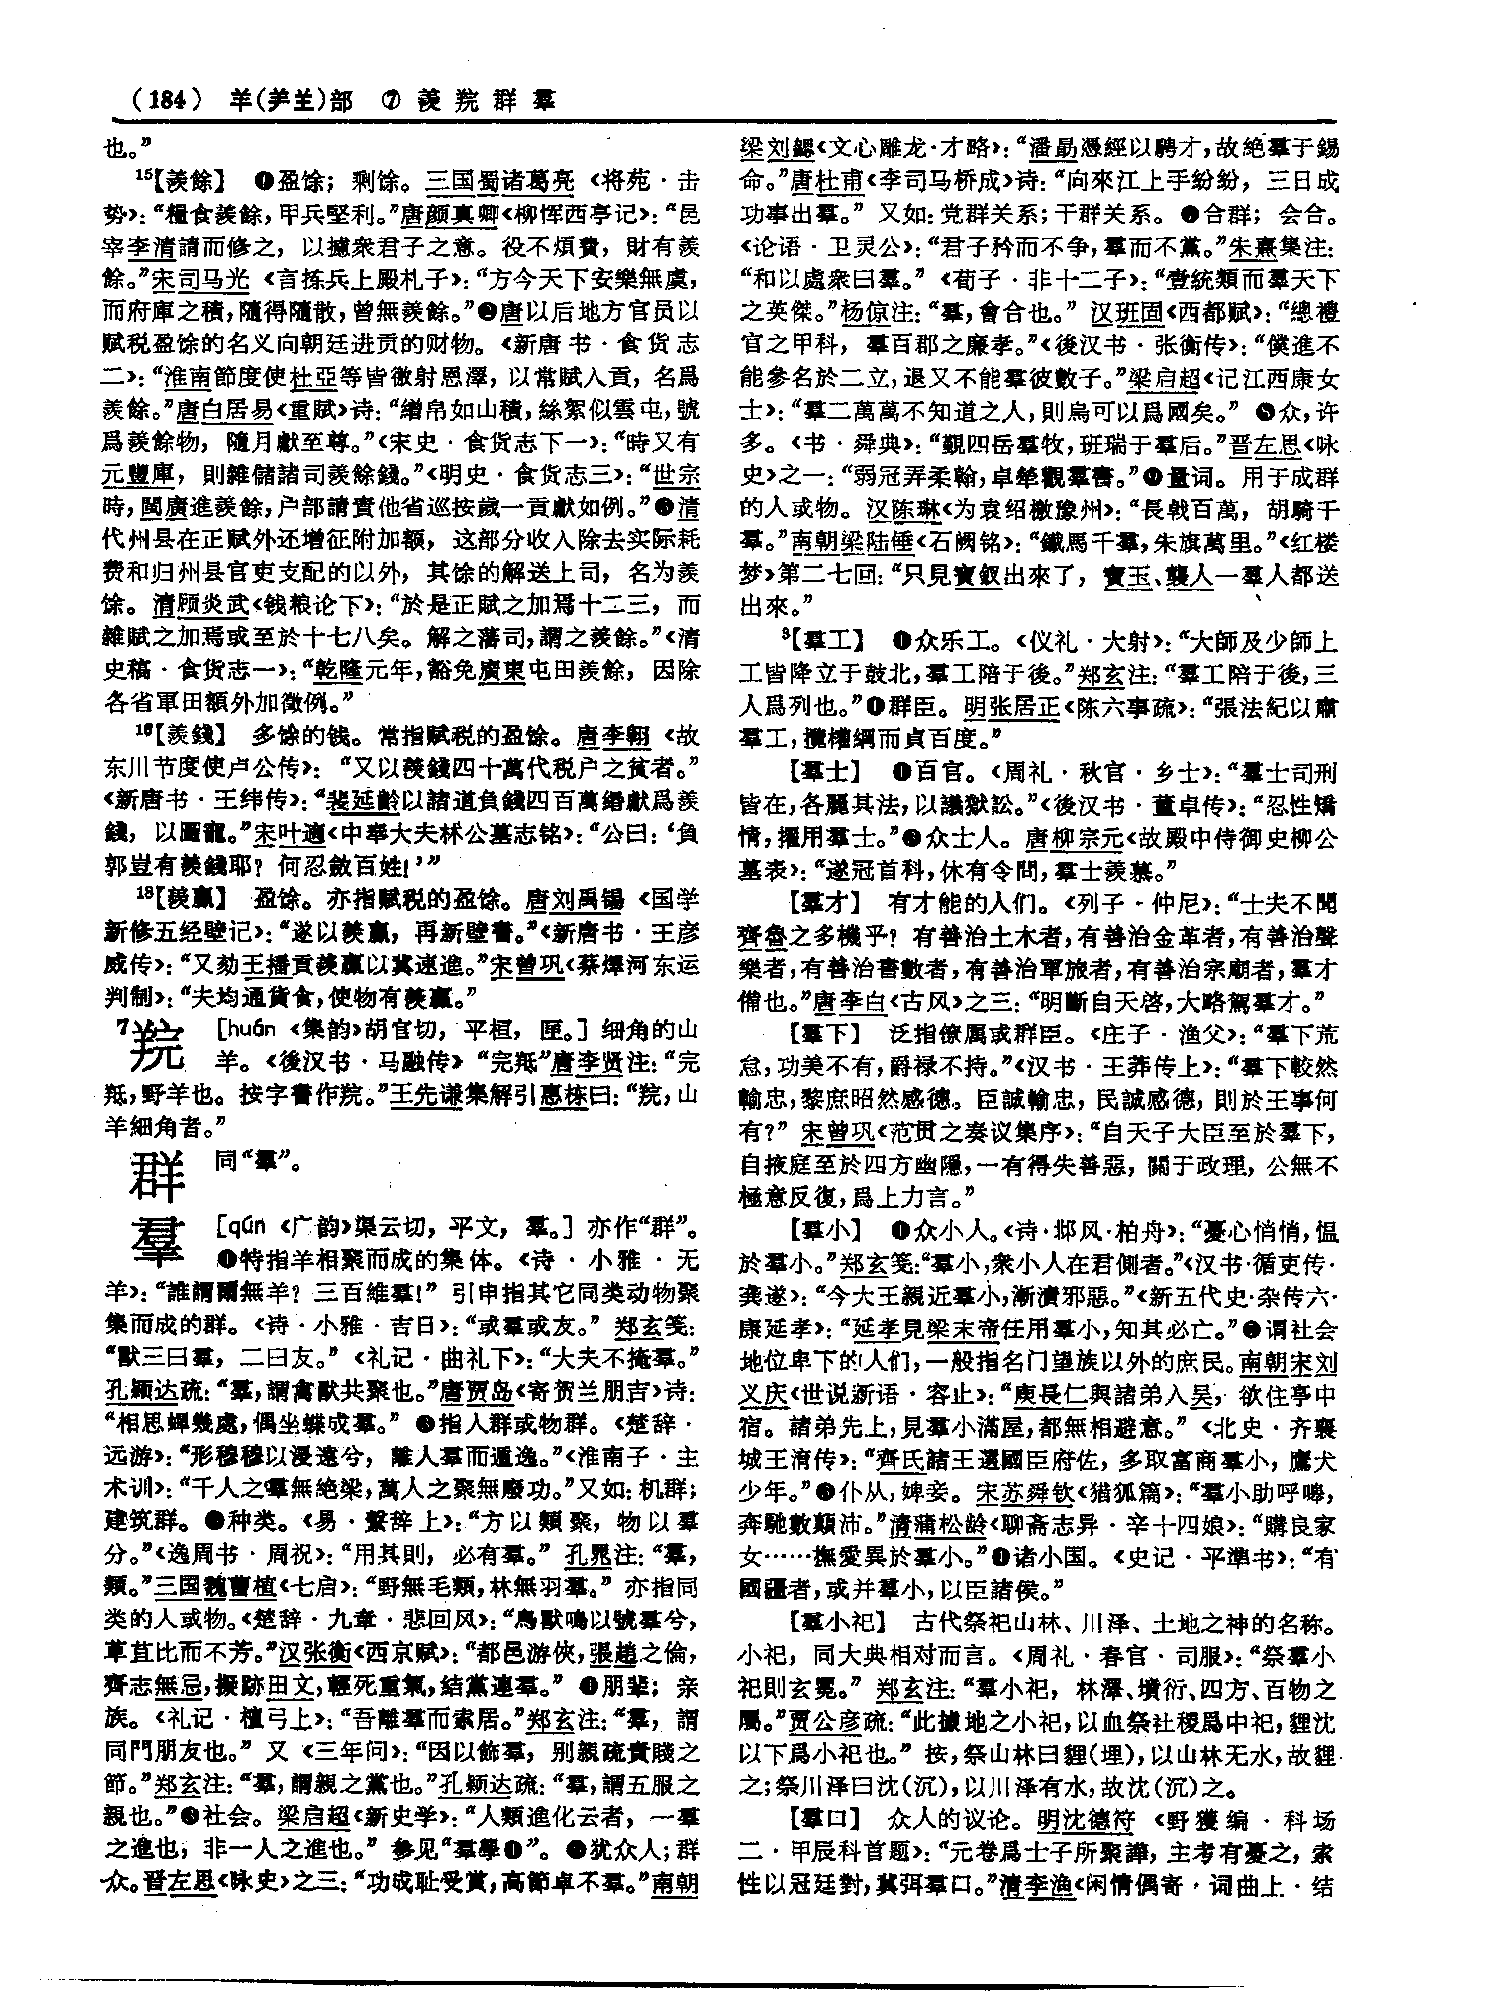 (184) 羊(⺶𦍌)部 ⑦ 羨 羦 群 羣
也。”
15【羨餘】 ❶盈馀；剩馀。三国蜀诸葛亮《将苑·击
势》：“糧食羨餘，甲兵堅利。”唐颜真卿《柳恽西亭记》：“邑
宰李清請而修之，以攄衆君子之意。役不煩費，財有羨
餘。”宋司马光《言拣兵上殿札子》：“方今天下安樂無虞，
而府庫之積，隨得隨散，曾無羨餘。”❷唐以后地方官员以
赋税盈馀的名义向朝廷进贡的财物。《新唐书·食货志
二》：“淮南節度使杜亞等皆徼射恩澤，以常賦入貢，名爲
羨餘。”唐白居易《重赋》诗：“繒帛如山積，絲絮似雲屯，號
爲羨餘物，隨月獻至尊。”《宋史·食货志下一》：“時又有
元豐庫，則雜儲諸司羨餘錢。”《明史·食货志三》：“世宗
時，閩廣進羨餘，户部請責他省巡按歲一貢獻如例。”❸清
代州县在正赋外还增征附加额，这部分收入除去实际耗
费和归州县官吏支配的以外，其馀的解送上司，名为羨
馀。清顾炎武《钱粮论下》：“於是正賦之加焉十二三，而
雜賦之加焉或至於十七八矣。解之藩司，謂之羨餘。”《清
史稿·食货志一》：“乾隆元年，豁免廣東屯田羨餘，因除
各省軍田額外加徵例。”
16【羨錢】 多馀的钱。常指赋税的盈馀。唐李翱《故
东川节度使卢公传》：“又以羨錢四十萬代税户之貧者。”
《新唐书·王纬传》：“裴延齡以諸道負錢四百萬緡獻爲羨
錢，以圖寵。”宋叶適《中奉大夫林公墓志铭》：“公曰：‘負
郭豈有羨錢耶？何忍斂百姓！’”
13【羨贏】 盈馀。亦指赋税的盈馀。唐刘禹锡《国学
新修五经壁记》：“遂以羨贏，再新壁書。”《新唐书·王彦
威传》：“又劾王播貢羨贏以冀速進。”宋曾巩《蔡爗河东运
判制》：“夫均通貨食，使物有羨贏。”
7羦 [huán《集韵》胡官切，平桓，匣。] 细角的山
羊。《後汉书·马融传》“完羝”唐李贤注：“完
羝，野羊也。按字書作羦。”王先谦集解引惠栋曰：“羦，山
羊細角者。”
群 同“羣”。
羣 [qún《广韵》渠云切，平文，羣。] 亦作“群”。
❶特指羊相聚而成的集体。《诗·小雅·无
羊》：“誰謂爾無羊？三百維羣！”引申指其它同类动物聚
集而成的群。《诗·小雅·吉日》：“或羣或友。”郑玄笺：
“獸三曰羣，二曰友。”《礼记·曲礼下》：“大夫不掩羣。”
孔颖达疏：“羣，謂禽獸共聚也。”唐贾岛《寄贺兰朋吉》诗：
“相思蟬幾處，偶坐蝶成羣。”❷指人群或物群。《楚辞·
远游》：“形穆穆以浸遠兮，離人羣而遁逸。”《淮南子·主
术训》：“千人之羣無絶梁，萬人之聚無廢功。”又如：机群；
建筑群。❸种类。《易·繫辞上》：“方以類聚，物以羣
分。”《逸周书·周祝》：“用其則，必有羣。”孔晁注：“羣，
類。”三国魏曹植《七启》：“野無毛類，林無羽羣。”亦指同
类的人或物。《楚辞·九章·悲回风》：“鳥獸鳴以號羣兮，
草苴比而不芳。”汉张衡《西京赋》：“都邑游俠，張趙之倫，
齊志無忌，擬跡田文，輕死重氣，結黨連羣。”❹朋辈；亲
族。《礼记·檀弓上》：“吾離羣而索居。”郑玄注：“羣，謂
同門朋友也。”又《三年问》：“因以飾羣，别親疏貴賤之
節。”郑玄注：“羣，謂親之黨也。”孔颖达疏：“羣，謂五服之
親也。”❺社会。梁启超《新史学》：“人類進化云者，一羣
之進也，非一人之進也。”参见“羣學❶”。❻犹众人；群
众。晋左思《咏史》之三：“功成耻受賞，高節卓不羣。”南朝
梁刘勰《文心雕龙·才略》：“潘勗憑經以騁才，故絶羣于錫
命。”唐杜甫《李司马桥成》诗：“向來江上手紛紛，三日成
功事出羣。”又如：党群关系；干群关系。❼合群；会合。
《论语·卫灵公》：“君子矜而不争，羣而不黨。”朱熹集注：
“和以處衆曰羣。”《荀子·非十二子》：“壹統類而羣天下
之英傑。”杨倞注：“羣，會合也。”汉班固《西都赋》：“總禮
官之甲科，羣百郡之廉孝。”《後汉书·张衡传》：“僕進不
能參名於二立，退又不能羣彼數子。”梁启超《记江西康女
士》：“羣二萬萬不知道之人，則烏可以爲國矣。”❽众，许
多。《书·舜典》：“覲四岳羣牧，班瑞于羣后。”晋左思《咏
史》之一：“弱冠弄柔翰，卓犖觀羣書。”❾量词。用于成群
的人或物。汉陈琳《为袁绍檄豫州》：“長戟百萬，胡騎千
羣。”南朝梁陆倕《石阙铭》：“鐵馬千羣，朱旗萬里。”《红楼
梦》第二七回：“只見寶釵出來了，寶玉、襲人一羣人都送
出來。”
3【羣工】 ❶众乐工。《仪礼·大射》：“大師及少師上
工皆降立于鼓北，羣工陪于後。”郑玄注：“羣工陪于後，三
人爲列也。”❷群臣。明张居正《陈六事疏》：“張法紀以肅
羣工，攬權綱而貞百度。”
【羣士】 ❶百官。《周礼·秋官·乡士》：“羣士司刑
皆在，各麗其法，以議獄訟。”《後汉书·董卓传》：“忍性矯
情，擢用羣士。”❷众士人。唐柳宗元《故殿中侍御史柳公
墓表》：“遂冠首科，休有令問，羣士羨慕。”
【羣才】 有才能的人们。《列子·仲尼》：“士夫不聞
齊魯之多機乎？有善治土木者，有善治金革者，有善治聲
樂者，有善治書數者，有善治軍旅者，有善治宗廟者，羣才
備也。”唐李白《古风》之三：“明斷自天啓，大略駕羣才。”
【羣下】 泛指僚属或群臣。《庄子·渔父》：“羣下荒
怠，功美不有，爵禄不持。”《汉书·王莽传上》：“羣下較然
輸忠，黎庶昭然感德。臣誠輸忠，民誠感德，則於王事何
有？”宋曾巩《范贯之奏议集序》：“自天子大臣至於羣下，
自掖庭至於四方幽隱，一有得失善惡，關于政理，公無不
極意反復，爲上力言。”
【羣小】 ❶众小人。《诗·邶风·柏舟》：“憂心悄悄，愠
於羣小。”郑玄笺：“羣小，衆小人在君側者。”《汉书·循吏传·
龚遂》：“今大王親近羣小，漸漬邪惡。”《新五代史·杂传六·
康延孝》：“延孝見梁末帝任用羣小，知其必亡。”❷谓社会
地位卑下的人们，一般指名门望族以外的庶民。南朝宋刘
义庆《世说新语·容止》：“庾長仁與諸弟入吴，欲住亭中
宿。諸弟先上，見羣小滿屋，都無相避意。”《北史·齐襄
城王淯传》：“齊氏諸王選國臣府佐，多取富商羣小，鷹犬
少年。”❸仆从，婢妾。宋苏舜钦《猎狐篇》：“羣小助呼嗥，
奔馳數顛沛。”清蒲松龄《聊斋志异·辛十四娘》：“購良家
女……撫愛異於羣小。”❹诸小国。《史记·平準书》：“有
國彊者，或并羣小，以臣諸侯。”
【羣小祀】 古代祭祀山林、川泽、土地之神的名称。
小祀，同大典相对而言。《周礼·春官·司服》：“祭羣小
祀則玄冕。”郑玄注：“羣小祀，林澤、墳衍、四方、百物之
屬。”贾公彦疏：“此據地之小祀，以血祭社稷爲中祀，貍沈
以下爲小祀也。”按，祭山林曰貍(埋)，以山林无水，故貍
之；祭川泽曰沈(沉)，以川泽有水，故沈(沉)之。
【羣口】 众人的议论。明沈德符《野獲编·科场
二·甲辰科首题》：“元卷爲士子所聚譁，主考有憂之，索
性以冠廷對，冀弭羣口。”清李渔《闲情偶寄·词曲上·结